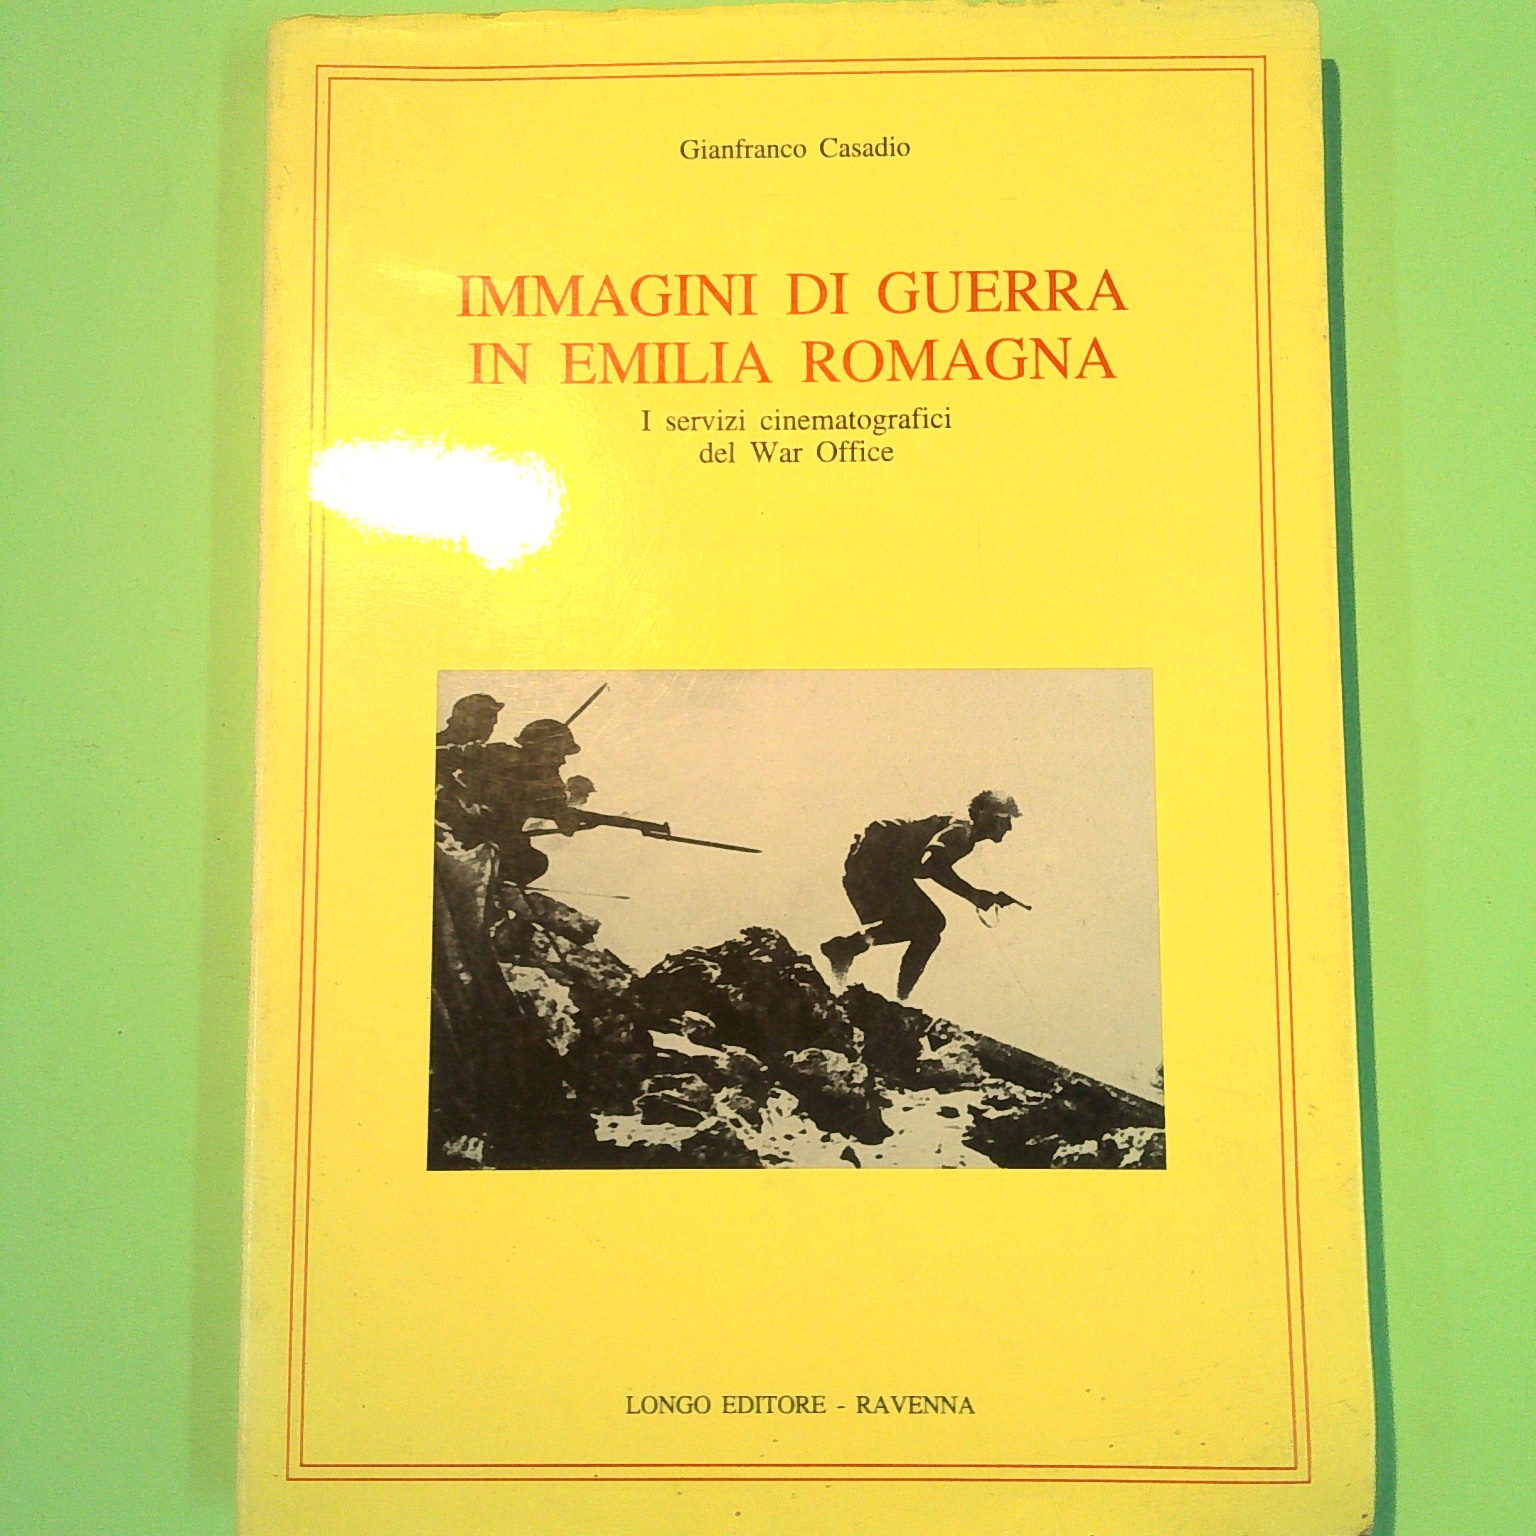 Gianfranco Casadio
IMMAGINI DI GUERRA
IN EMILIA ROMAGNA
I servizi cinematografici
del War Office
LONGO EDITORE - RAVENNA